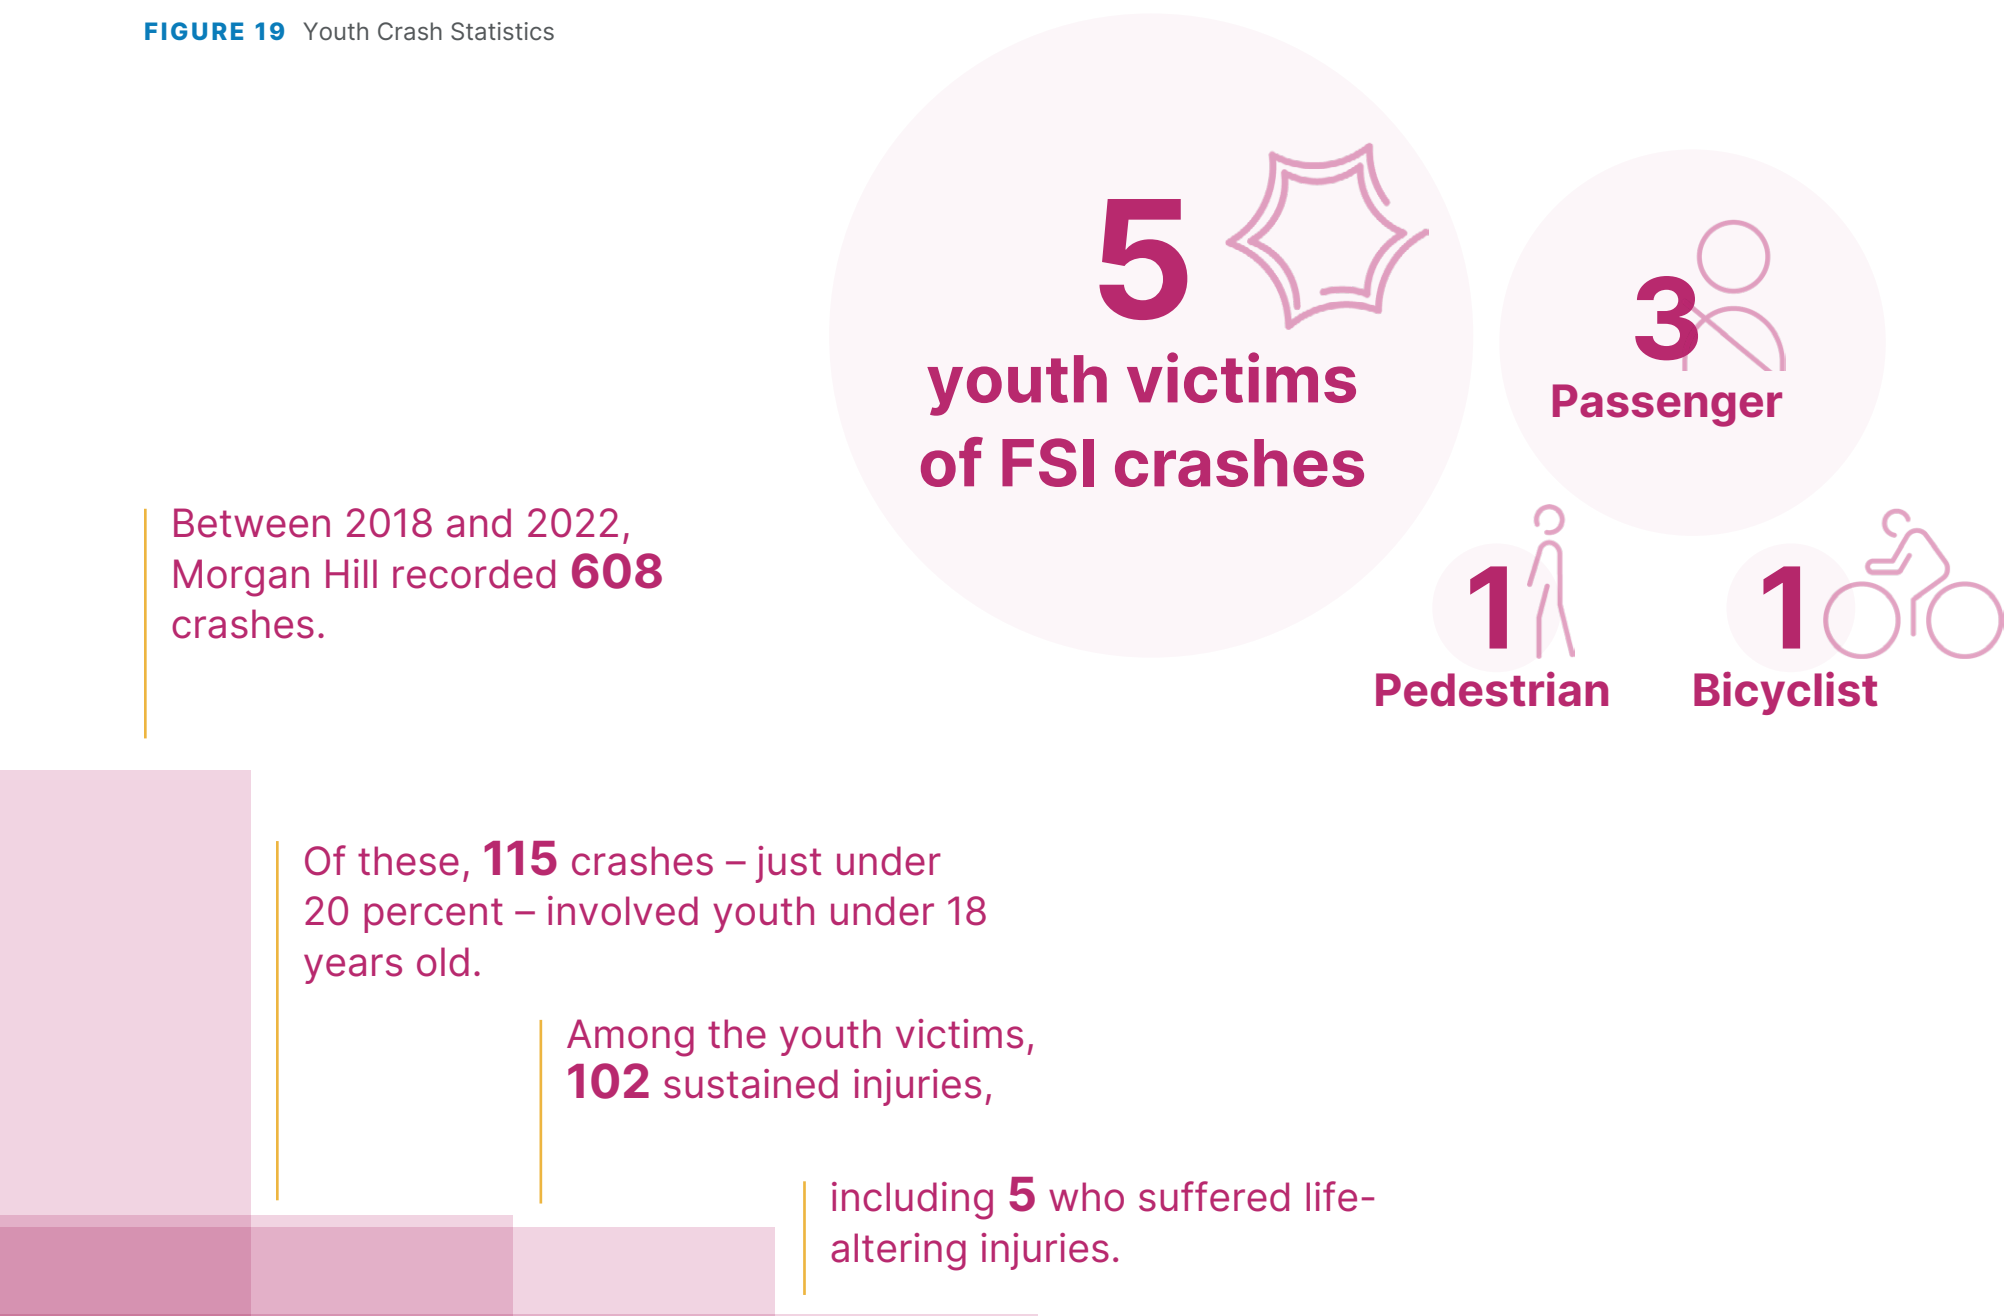 FIGURE 19 Youth Crash Statistics
5
youth victims
of FSI crashes
3
Passenger
1
Pedestrian
1
Bicyclist
Between 2018 and 2022,
Morgan Hill recorded 608
crashes.
Of these, 115 crashes – just under
20 percent – involved youth under 18
years old.
Among the youth victims,
102 sustained injuries,
including 5 who suffered life-
altering injuries.